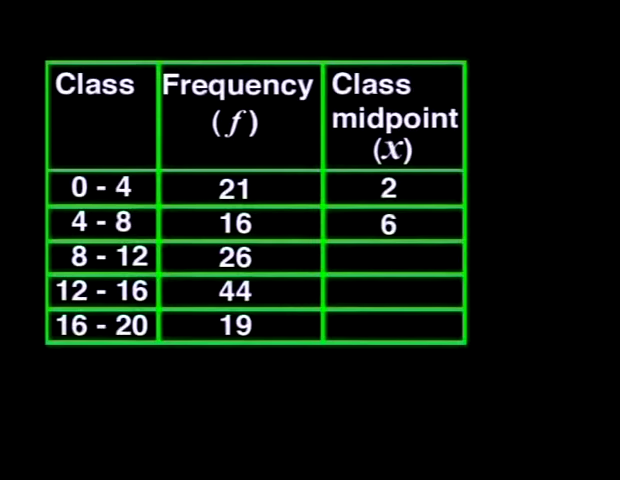 Class Frequency (f) Class midpoint (x)
0 - 4 21 2
4 - 8 16 6
8 - 12 26
12 - 16 44
16 - 20 19